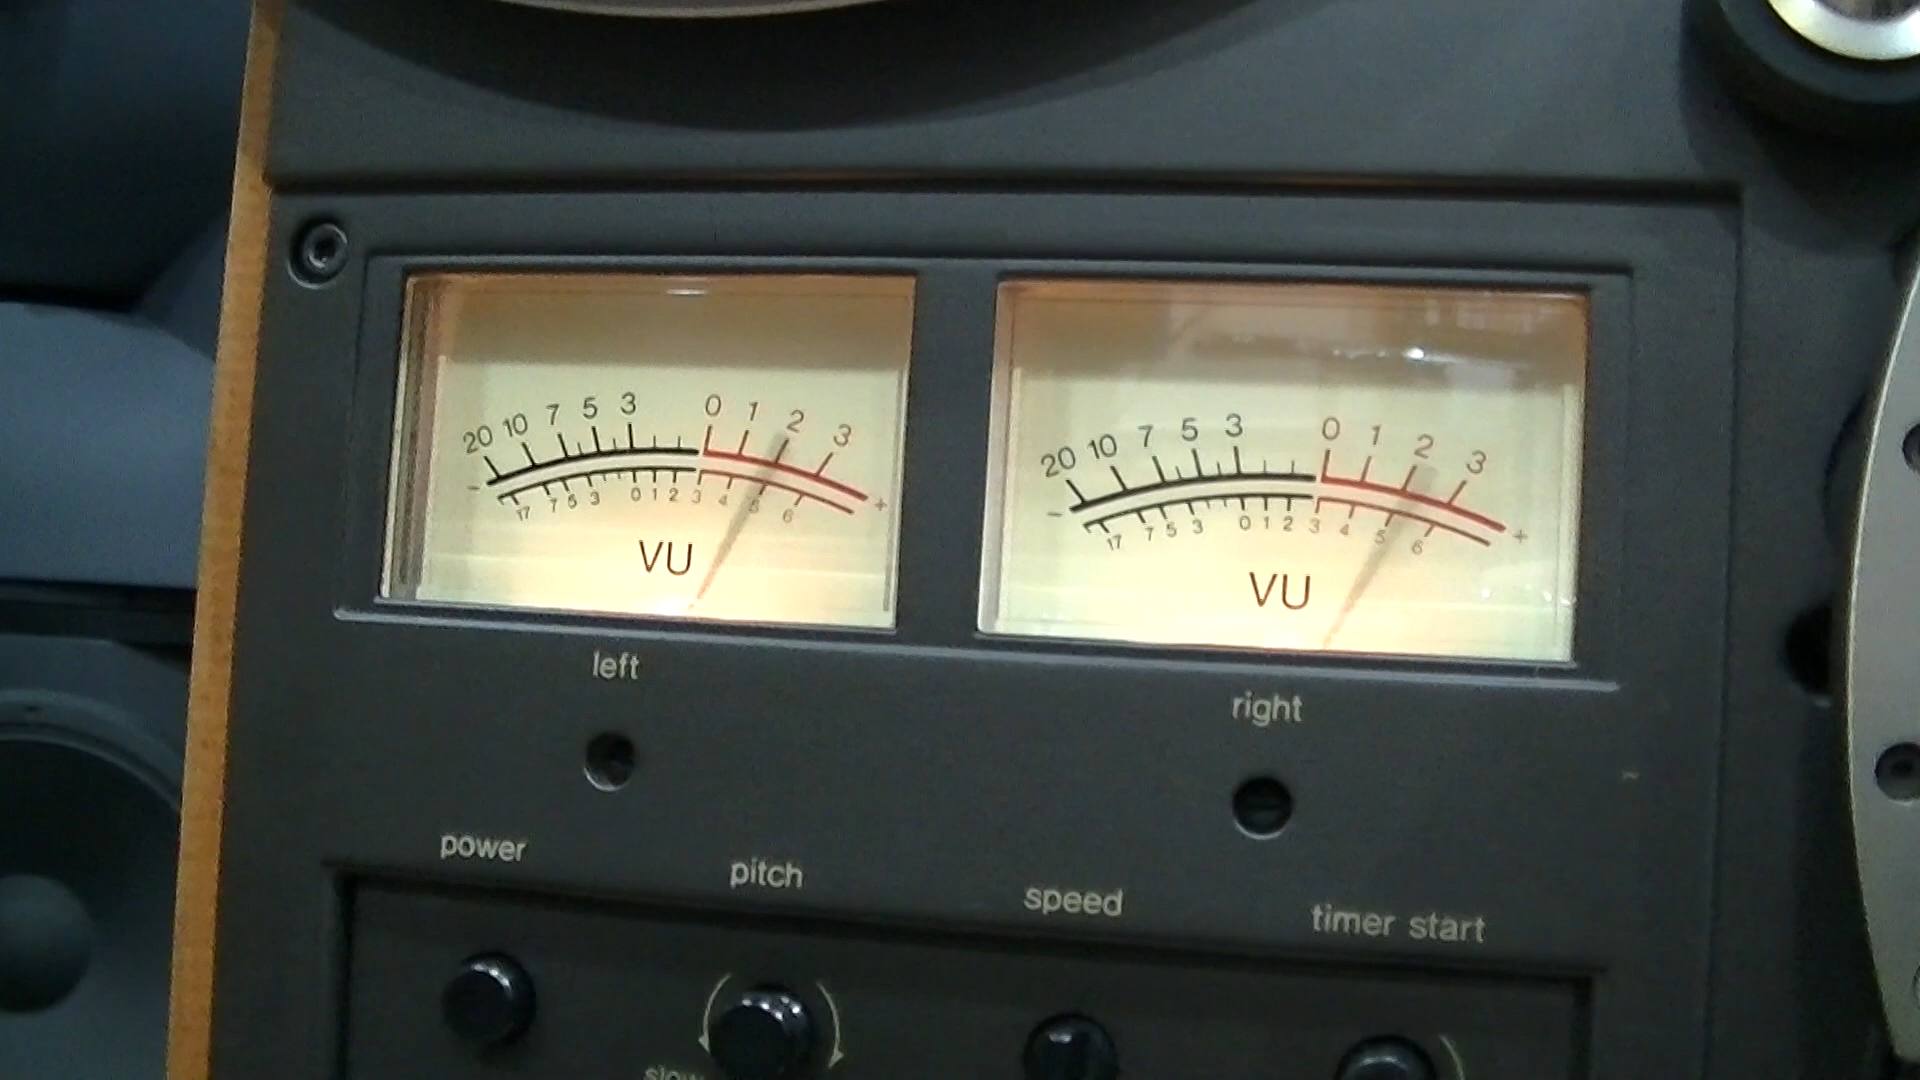 20 10 7 5 3 0 1 2 3
- +
17 7 5 3 0 1 2 3 4 5 6
VU
left
20 10 7 5 3 0 1 2 3
- +
17 7 5 3 0 1 2 3 4 5 6
VU
right
power pitch speed timer start
slow